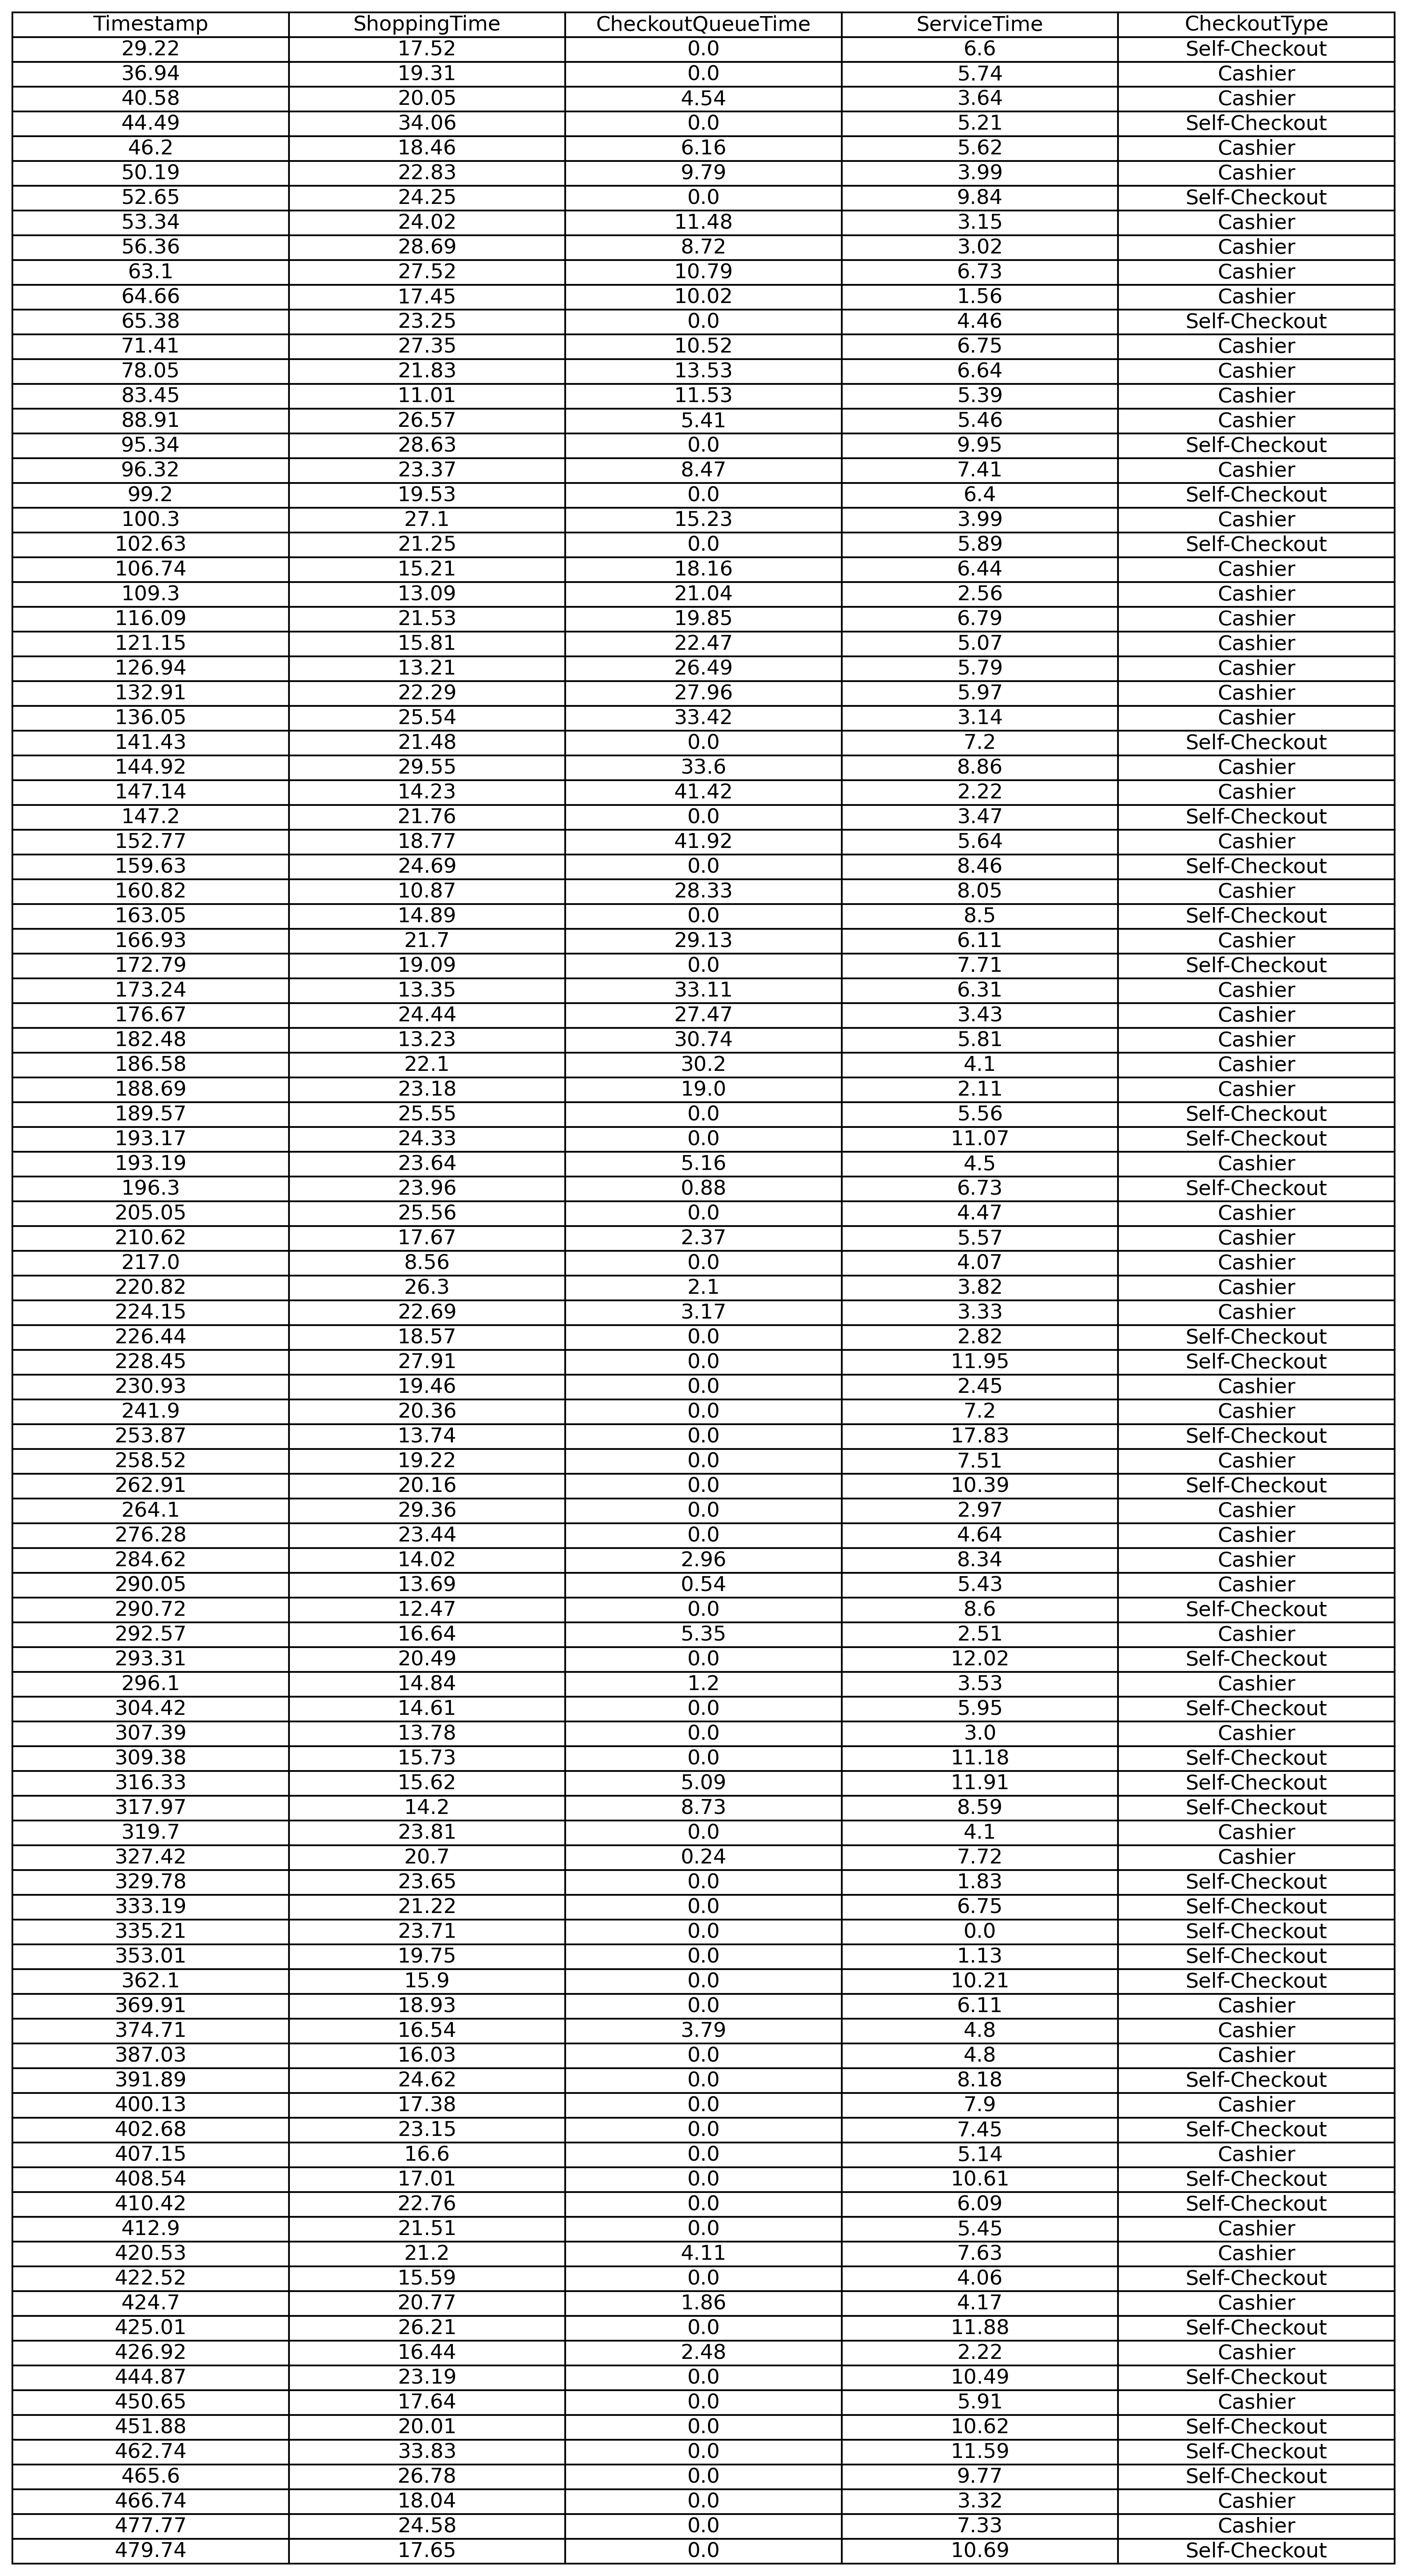 Timestamp ShoppingTime CheckoutQueueTime ServiceTime CheckoutType
29.22 17.52 0.0 6.6 Self-Checkout
36.94 19.31 0.0 5.74 Cashier
40.58 20.05 4.54 3.64 Cashier
44.49 34.06 0.0 5.21 Self-Checkout
46.2 18.46 6.16 5.62 Cashier
50.19 22.83 9.79 3.99 Cashier
52.65 24.25 0.0 9.84 Self-Checkout
53.34 24.02 11.48 3.15 Cashier
56.36 28.69 8.72 3.02 Cashier
63.1 27.52 10.79 6.73 Cashier
64.66 17.45 10.02 1.56 Cashier
65.38 23.25 0.0 4.46 Self-Checkout
71.41 27.35 10.52 6.75 Cashier
78.05 21.83 13.53 6.64 Cashier
83.45 11.01 11.53 5.39 Cashier
88.91 26.57 5.41 5.46 Cashier
95.34 28.63 0.0 9.95 Self-Checkout
96.32 23.37 8.47 7.41 Cashier
99.2 19.53 0.0 6.4 Self-Checkout
100.3 27.1 15.23 3.99 Cashier
102.63 21.25 0.0 5.89 Self-Checkout
106.74 15.21 18.16 6.44 Cashier
109.3 13.09 21.04 2.56 Cashier
116.09 21.53 19.85 6.79 Cashier
121.15 15.81 22.47 5.07 Cashier
126.94 13.21 26.49 5.79 Cashier
132.91 22.29 27.96 5.97 Cashier
136.05 25.54 33.42 3.14 Cashier
141.43 21.48 0.0 7.2 Self-Checkout
144.92 29.55 33.6 8.86 Cashier
147.14 14.23 41.42 2.22 Cashier
147.2 21.76 0.0 3.47 Self-Checkout
152.77 18.77 41.92 5.64 Cashier
159.63 24.69 0.0 8.46 Self-Checkout
160.82 10.87 28.33 8.05 Cashier
163.05 14.89 0.0 8.5 Self-Checkout
166.93 21.7 29.13 6.11 Cashier
172.79 19.09 0.0 7.71 Self-Checkout
173.24 13.35 33.11 6.31 Cashier
176.67 24.44 27.47 3.43 Cashier
182.48 13.23 30.74 5.81 Cashier
186.58 22.1 30.2 4.1 Cashier
188.69 23.18 19.0 2.11 Cashier
189.57 25.55 0.0 5.56 Self-Checkout
193.17 24.33 0.0 11.07 Self-Checkout
193.19 23.64 5.16 4.5 Cashier
196.3 23.96 0.88 6.73 Self-Checkout
205.05 25.56 0.0 4.47 Cashier
210.62 17.67 2.37 5.57 Cashier
217.0 8.56 0.0 4.07 Cashier
220.82 26.3 2.1 3.82 Cashier
224.15 22.69 3.17 3.33 Cashier
226.44 18.57 0.0 2.82 Self-Checkout
228.45 27.91 0.0 11.95 Self-Checkout
230.93 19.46 0.0 2.45 Cashier
241.9 20.36 0.0 7.2 Cashier
253.87 13.74 0.0 17.83 Self-Checkout
258.52 19.22 0.0 7.51 Cashier
262.91 20.16 0.0 10.39 Self-Checkout
264.1 29.36 0.0 2.97 Cashier
276.28 23.44 0.0 4.64 Cashier
284.62 14.02 2.96 8.34 Cashier
290.05 13.69 0.54 5.43 Cashier
290.72 12.47 0.0 8.6 Self-Checkout
292.57 16.64 5.35 2.51 Cashier
293.31 20.49 0.0 12.02 Self-Checkout
296.1 14.84 1.2 3.53 Cashier
304.42 14.61 0.0 5.95 Self-Checkout
307.39 13.78 0.0 3.0 Cashier
309.38 15.73 0.0 11.18 Self-Checkout
316.33 15.62 5.09 11.91 Self-Checkout
317.97 14.2 8.73 8.59 Self-Checkout
319.7 23.81 0.0 4.1 Cashier
327.42 20.7 0.24 7.72 Cashier
329.78 23.65 0.0 1.83 Self-Checkout
333.19 21.22 0.0 6.75 Self-Checkout
335.21 23.71 0.0 0.0 Self-Checkout
353.01 19.75 0.0 1.13 Self-Checkout
362.1 15.9 0.0 10.21 Self-Checkout
369.91 18.93 0.0 6.11 Cashier
374.71 16.54 3.79 4.8 Cashier
387.03 16.03 0.0 4.8 Cashier
391.89 24.62 0.0 8.18 Self-Checkout
400.13 17.38 0.0 7.9 Cashier
402.68 23.15 0.0 7.45 Self-Checkout
407.15 16.6 0.0 5.14 Cashier
408.54 17.01 0.0 10.61 Self-Checkout
410.42 22.76 0.0 6.09 Self-Checkout
412.9 21.51 0.0 5.45 Cashier
420.53 21.2 4.11 7.63 Cashier
422.52 15.59 0.0 4.06 Self-Checkout
424.7 20.77 1.86 4.17 Cashier
425.01 26.21 0.0 11.88 Self-Checkout
426.92 16.44 2.48 2.22 Cashier
444.87 23.19 0.0 10.49 Self-Checkout
450.65 17.64 0.0 5.91 Cashier
451.88 20.01 0.0 10.62 Self-Checkout
462.74 33.83 0.0 11.59 Self-Checkout
465.6 26.78 0.0 9.77 Self-Checkout
466.74 18.04 0.0 3.32 Cashier
477.77 24.58 0.0 7.33 Cashier
479.74 17.65 0.0 10.69 Self-Checkout